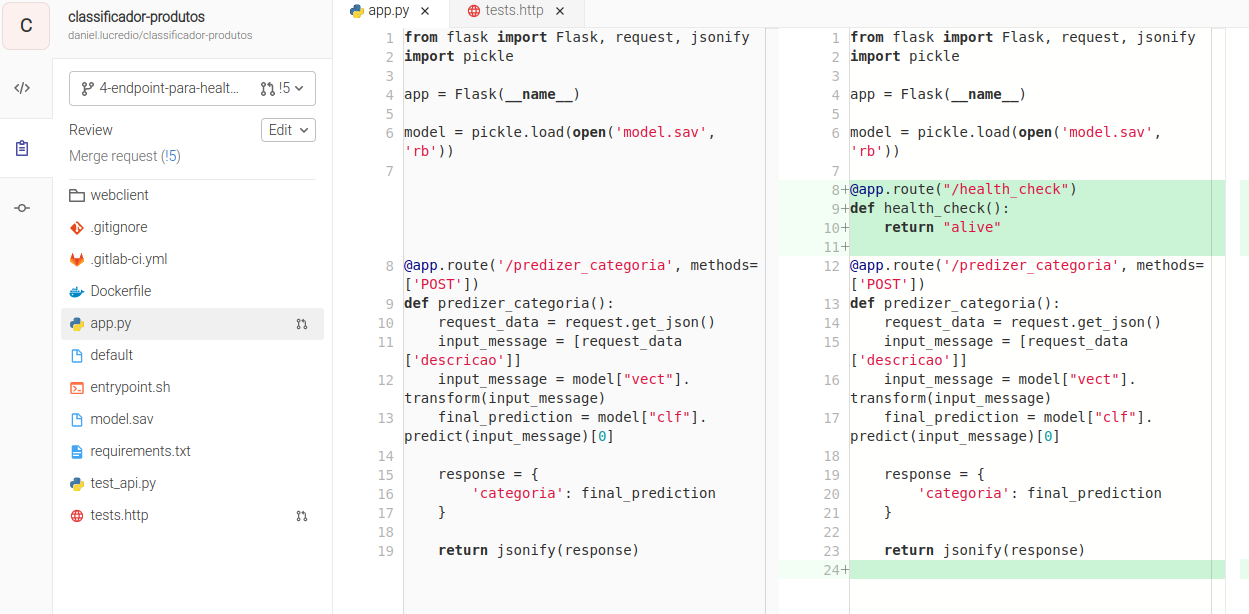 C
classificador-produtos
daniel.lucredio/classificador-produtos
4-endpoint-para-healt...
!5
Review
Edit
Merge request (!5)
webclient
.gitignore
.gitlab-ci.yml
Dockerfile
app.py
default
entrypoint.sh
model.sav
requirements.txt
test_api.py
tests.http
app.py ×
tests.http ×
1 from flask import Flask, request, jsonify
2 import pickle
3
4 app = Flask(__name__)
5
6 model = pickle.load(open('model.sav',
'rb'))
7
8 @app.route('/predizer_categoria', methods=
['POST'])
9 def predizer_categoria():
10     request_data = request.get_json()
11     input_message = [request_data
['descricao']]
12     input_message = model["vect"].
transform(input_message)
13     final_prediction = model["clf"].
predict(input_message)[0]
14
15     response = {
16         'categoria': final_prediction
17     }
18
19     return jsonify(response)
1 from flask import Flask, request, jsonify
2 import pickle
3
4 app = Flask(__name__)
5
6 model = pickle.load(open('model.sav',
'rb'))
7
8+ @app.route("/health_check")
9+ def health_check():
10+     return "alive"
11+
12 @app.route('/predizer_categoria', methods=
['POST'])
13 def predizer_categoria():
14     request_data = request.get_json()
15     input_message = [request_data
['descricao']]
16     input_message = model["vect"].
transform(input_message)
17     final_prediction = model["clf"].
predict(input_message)[0]
18
19     response = {
20         'categoria': final_prediction
21     }
22
23     return jsonify(response)
24+